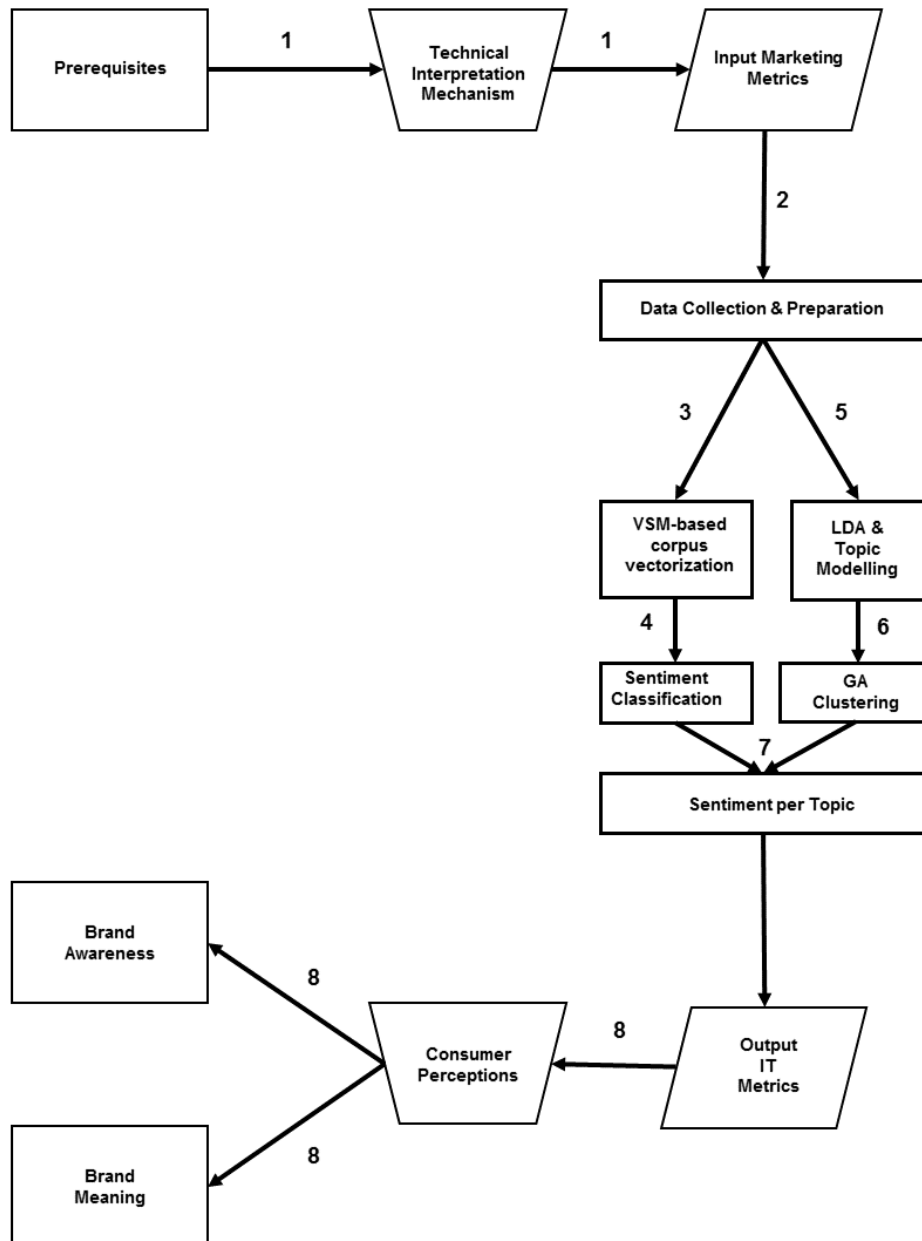 Prerequisites
1
Technical
Interpretation
Mechanism
1
Input Marketing
Metrics
2
Data Collection & Preparation
3
5
VSM-based
corpus
vectorization
LDA &
Topic
Modelling
4
6
Sentiment
Classification
GA
Clustering
7
Sentiment per Topic
Output
IT
Metrics
8
Consumer
Perceptions
8
Brand
Awareness
8
Brand
Meaning